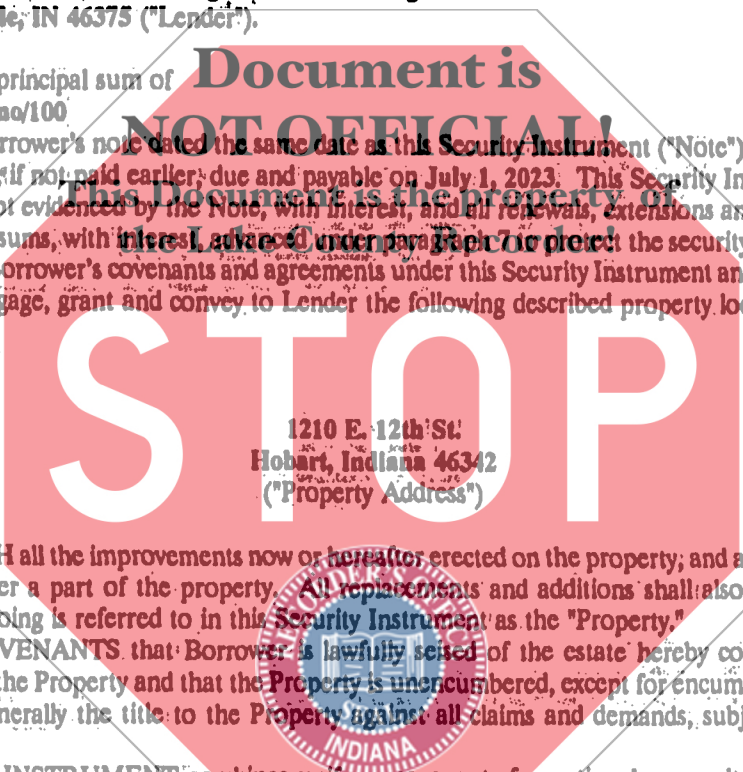 le, IN 46375 ("Lender").
principal sum of
Document is
no/100
NOT OFFICIAL!
rrower's note dated the same date as this Security Instrument ("Note")
if not paid earlier, due and payable on July 1, 2023. This Security In
This Document is the property of
ot evidenced by the Note, with interest, and all renewals, extensions an
sums, with interest, advanced under paragraph 7 to protect the security
the Lake County Recorder!
orrower's covenants and agreements under this Security Instrument an
gage, grant and convey to Lender the following described property loc
STOP
1210 E. 12th St.
Hobart, Indiana 46342
("Property Address")
H all the improvements now or hereafter erected on the property, and a
er a part of the property. All replacements and additions shall also
oing is referred to in this Security Instrument as the "Property."
VENANTS that Borrower is lawfully seised of the estate hereby co
the Property and that the Property is unencumbered, except for encum
nerally the title to the Property against all claims and demands, subj
INDIANA
INSTRUMENT